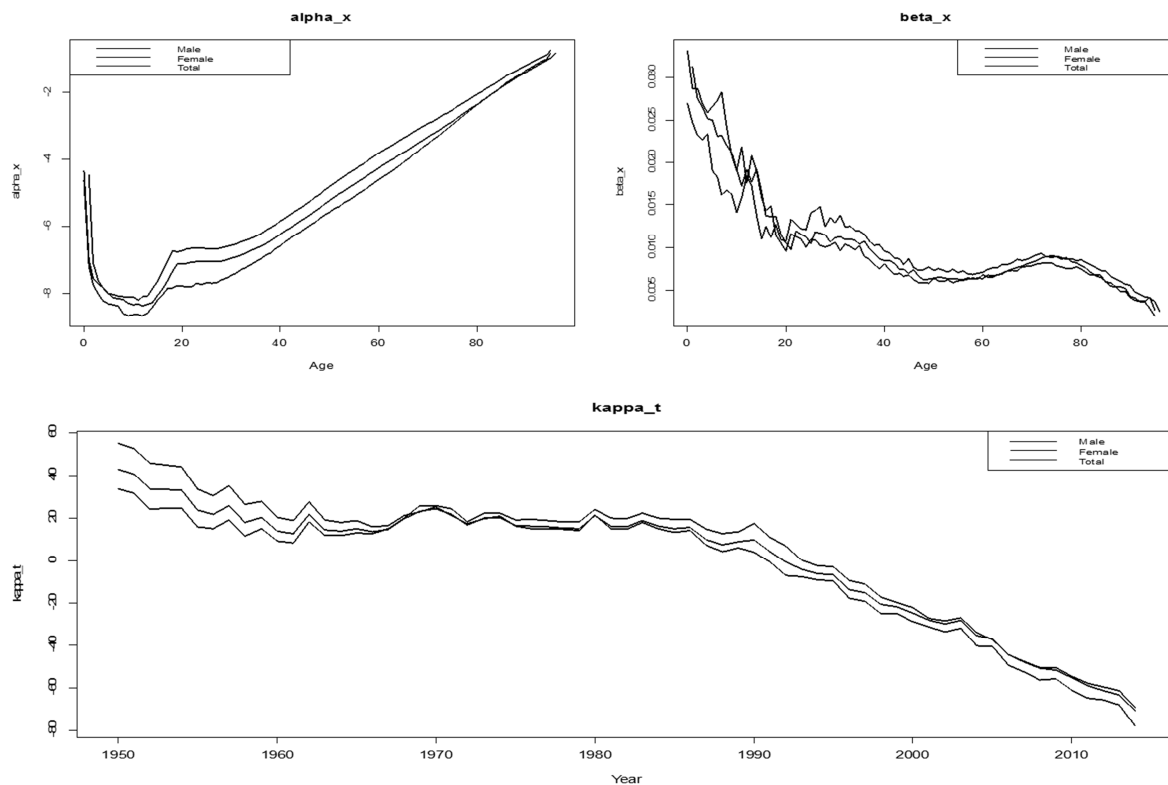 alpha_x
Male
Female
Total
alpha_x
-2
-4
-6
-8
0 20 40 60 80
Age
beta_x
Male
Female
Total
beta_x
0.030
0.025
0.020
0.015
0.010
0.005
0 20 40 60 80
Age
kappa_t
Male
Female
Total
kappa_t
60
40
20
0
-20
-40
-60
-80
1950 1960 1970 1980 1990 2000 2010
Year